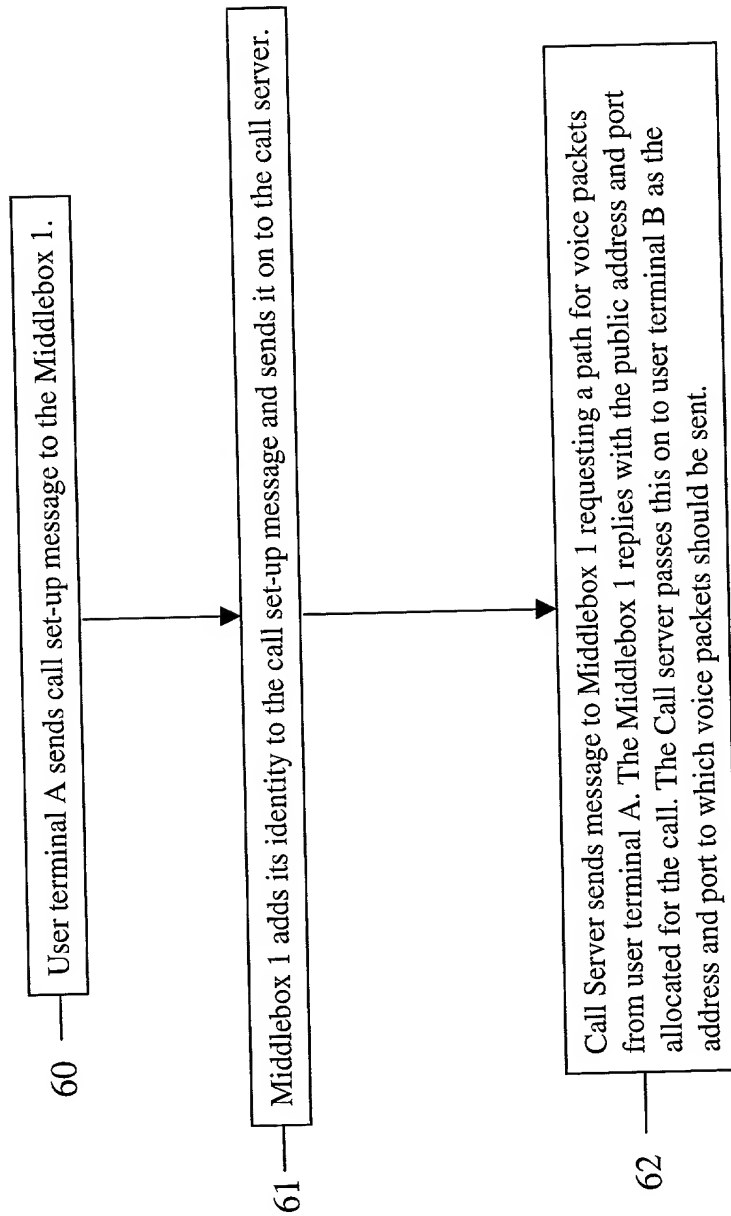 60
User terminal A sends call set-up message to the Middlebox 1.
61
Middlebox 1 adds its identity to the call set-up message and sends it on to the call server.
62
Call Server sends message to Middlebox 1 requesting a path for voice packets
from user terminal A. The Middlebox 1 replies with the public address and port
allocated for the call. The Call server passes this on to user terminal B as the
address and port to which voice packets should be sent.